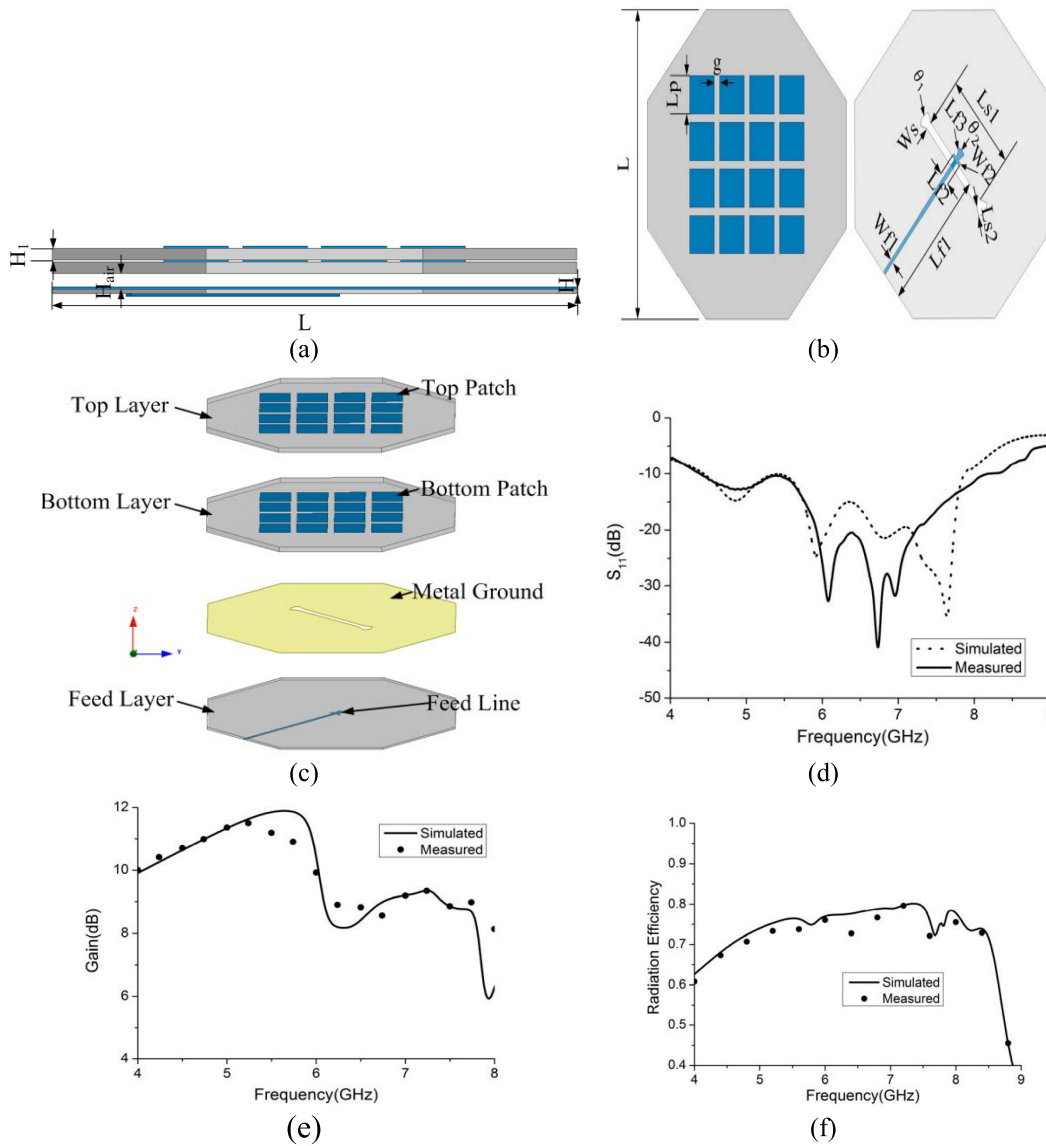 H1
Hair
H
L
(a)
L
Lp
g
θ1
Ws
Ls1
Lf3
θ2
Wf2
Lf2
Ls2
Wf1
Lf1
(b)
Top Layer
Top Patch
Bottom Layer
Bottom Patch
Metal Ground
Z
Y
Feed Layer
Feed Line
(c)
0
-10
-20
-30
-40
-50
S11(dB)
Simulated
Measured
4 5 6 7 8
Frequency(GHz)
(d)
12
10
8
6
4
Gain(dB)
Simulated
Measured
4 5 6 7 8
Frequency(GHz)
(e)
1.0
0.9
0.8
0.7
0.6
0.5
0.4
Radiation Efficiency
Simulated
Measured
4 5 6 7 8 9
Frequency(GHz)
(f)